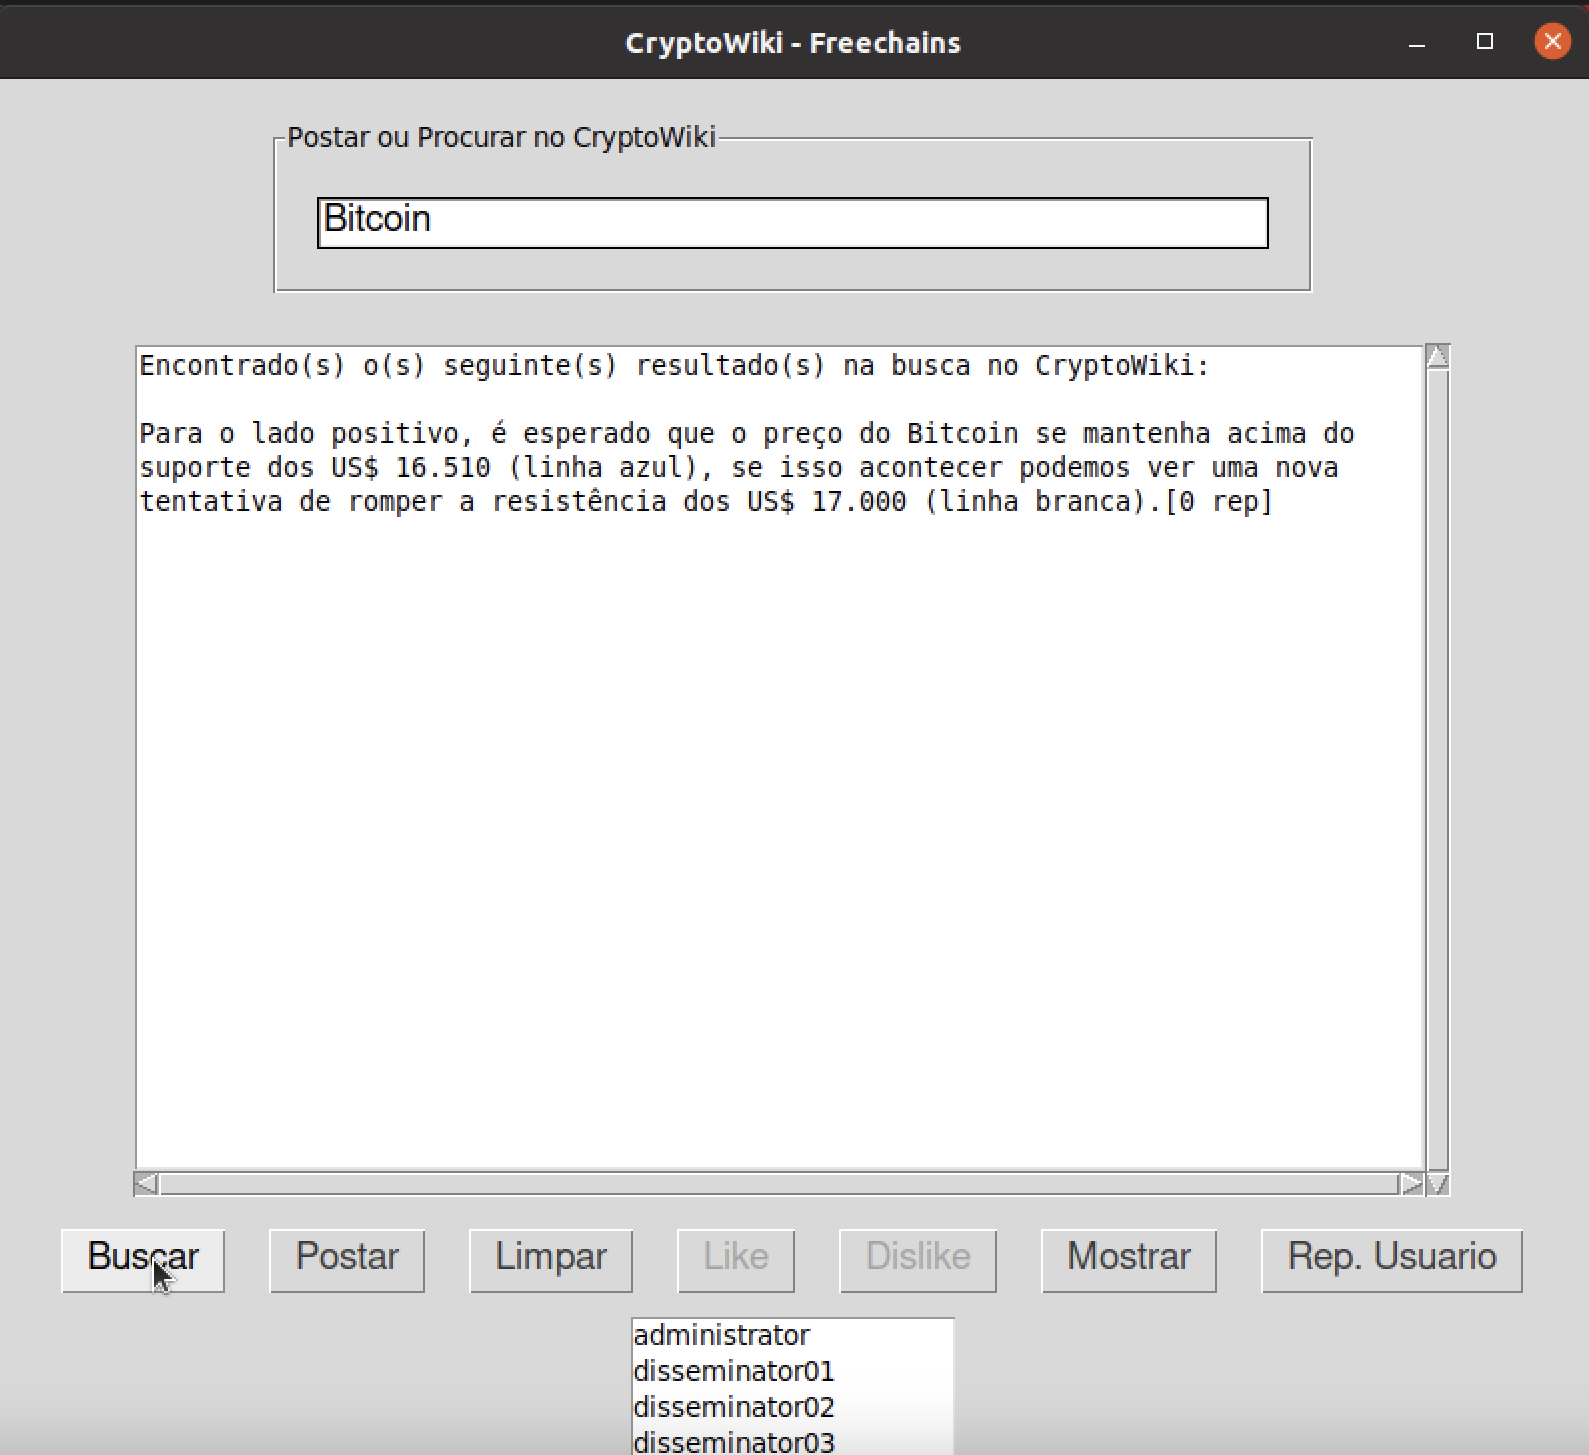 CryptoWiki - Freechains
Postar ou Procurar no CryptoWiki
Bitcoin
Encontrado(s) o(s) seguinte(s) resultado(s) na busca no CryptoWiki:
Para o lado positivo, é esperado que o preço do Bitcoin se mantenha acima do
suporte dos US$ 16.510 (linha azul), se isso acontecer podemos ver uma nova
tentativa de romper a resistência dos US$ 17.000 (linha branca).[0 rep]
Buscar Postar Limpar Like Dislike Mostrar Rep. Usuario
administrator
disseminator01
disseminator02
disseminator03